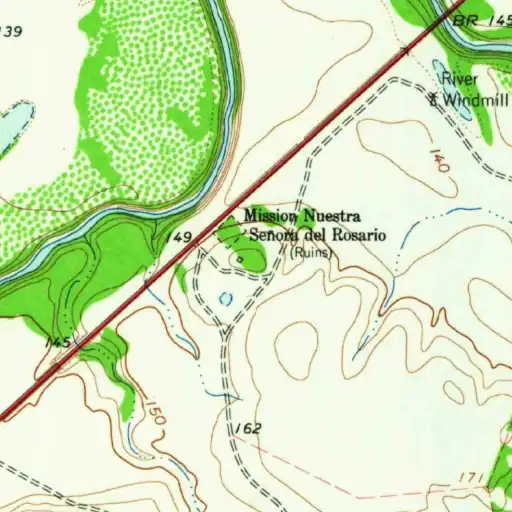 139
BR 145
River
Windmill
140
Mission Nuestra
Señora del Rosario
(Ruins)
149
145
150
162
171